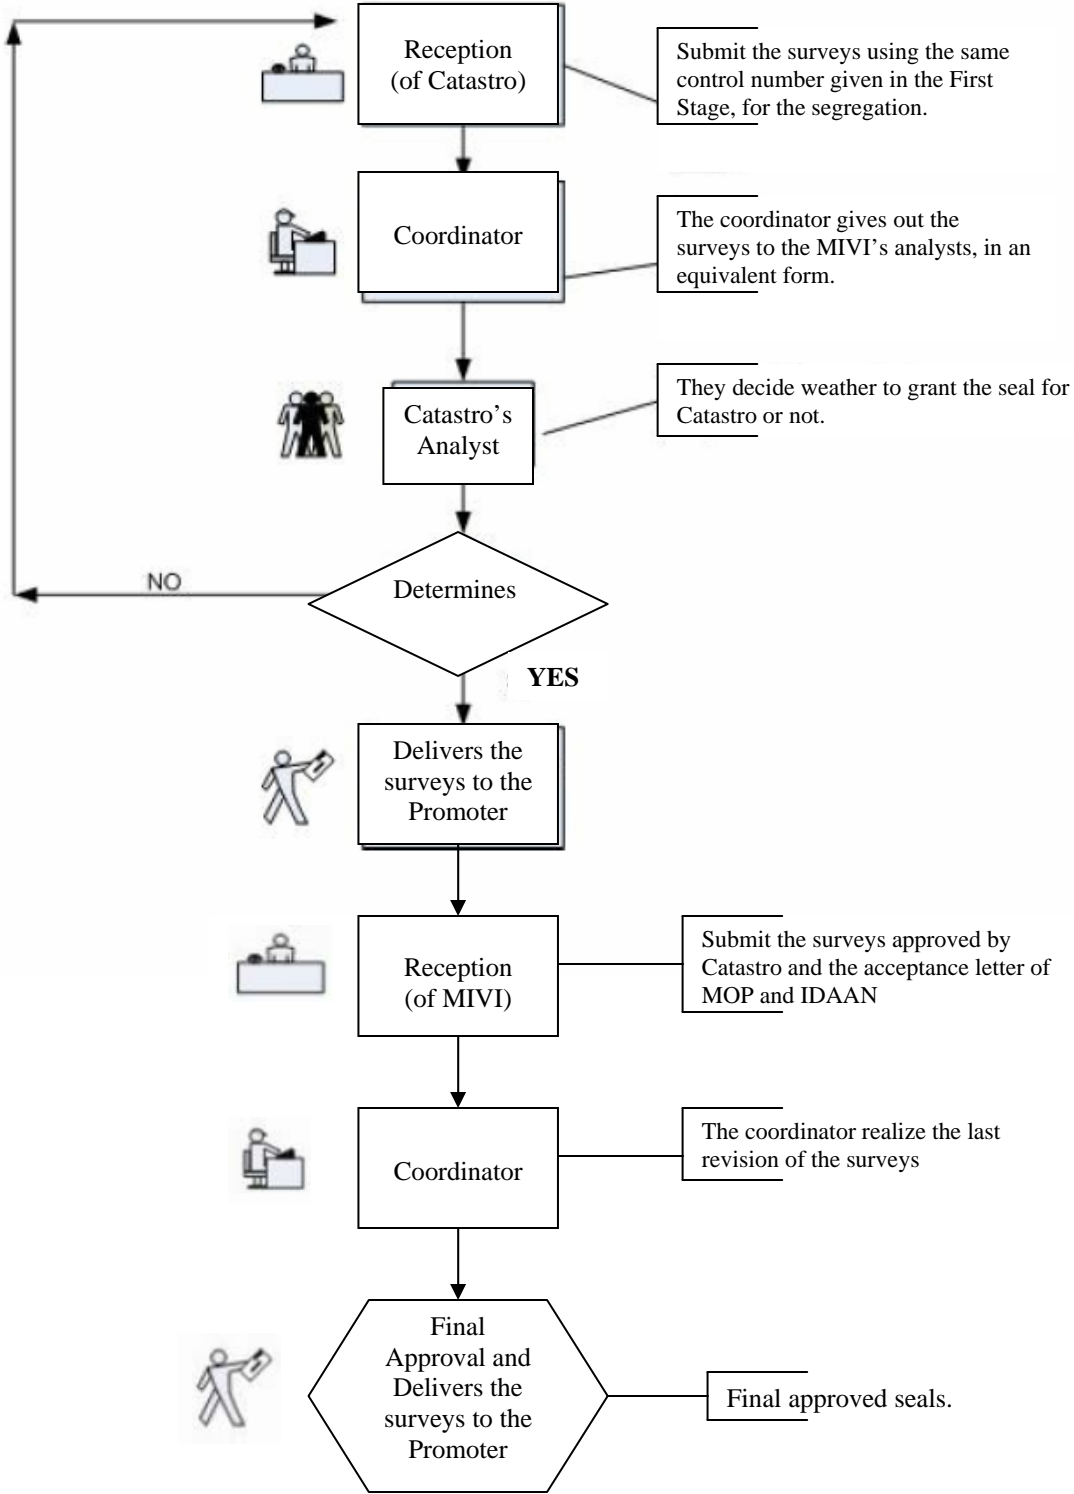 Reception
(of Catastro)
Submit the surveys using the same
control number given in the First
Stage, for the segregation.
Coordinator
The coordinator gives out the
surveys to the MIVI’s analysts, in an
equivalent form.
Catastro’s
Analyst
They decide weather to grant the seal for
Catastro or not.
Determines
NO
YES
Delivers the
surveys to the
Promoter
Reception
(of MIVI)
Submit the surveys approved by
Catastro and the acceptance letter of
MOP and IDAAN
Coordinator
The coordinator realize the last
revision of the surveys
Final
Approval and
Delivers the
surveys to the
Promoter
Final approved seals.